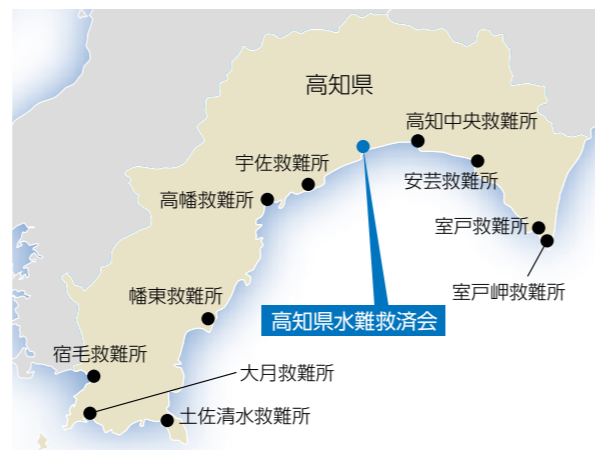 高知県
高知中央救難所
宇佐救難所
安芸救難所
高幡救難所
室戸救難所
室戸岬救難所
幡東救難所
高知県水難救済会
宿毛救難所
大月救難所
土佐清水救難所